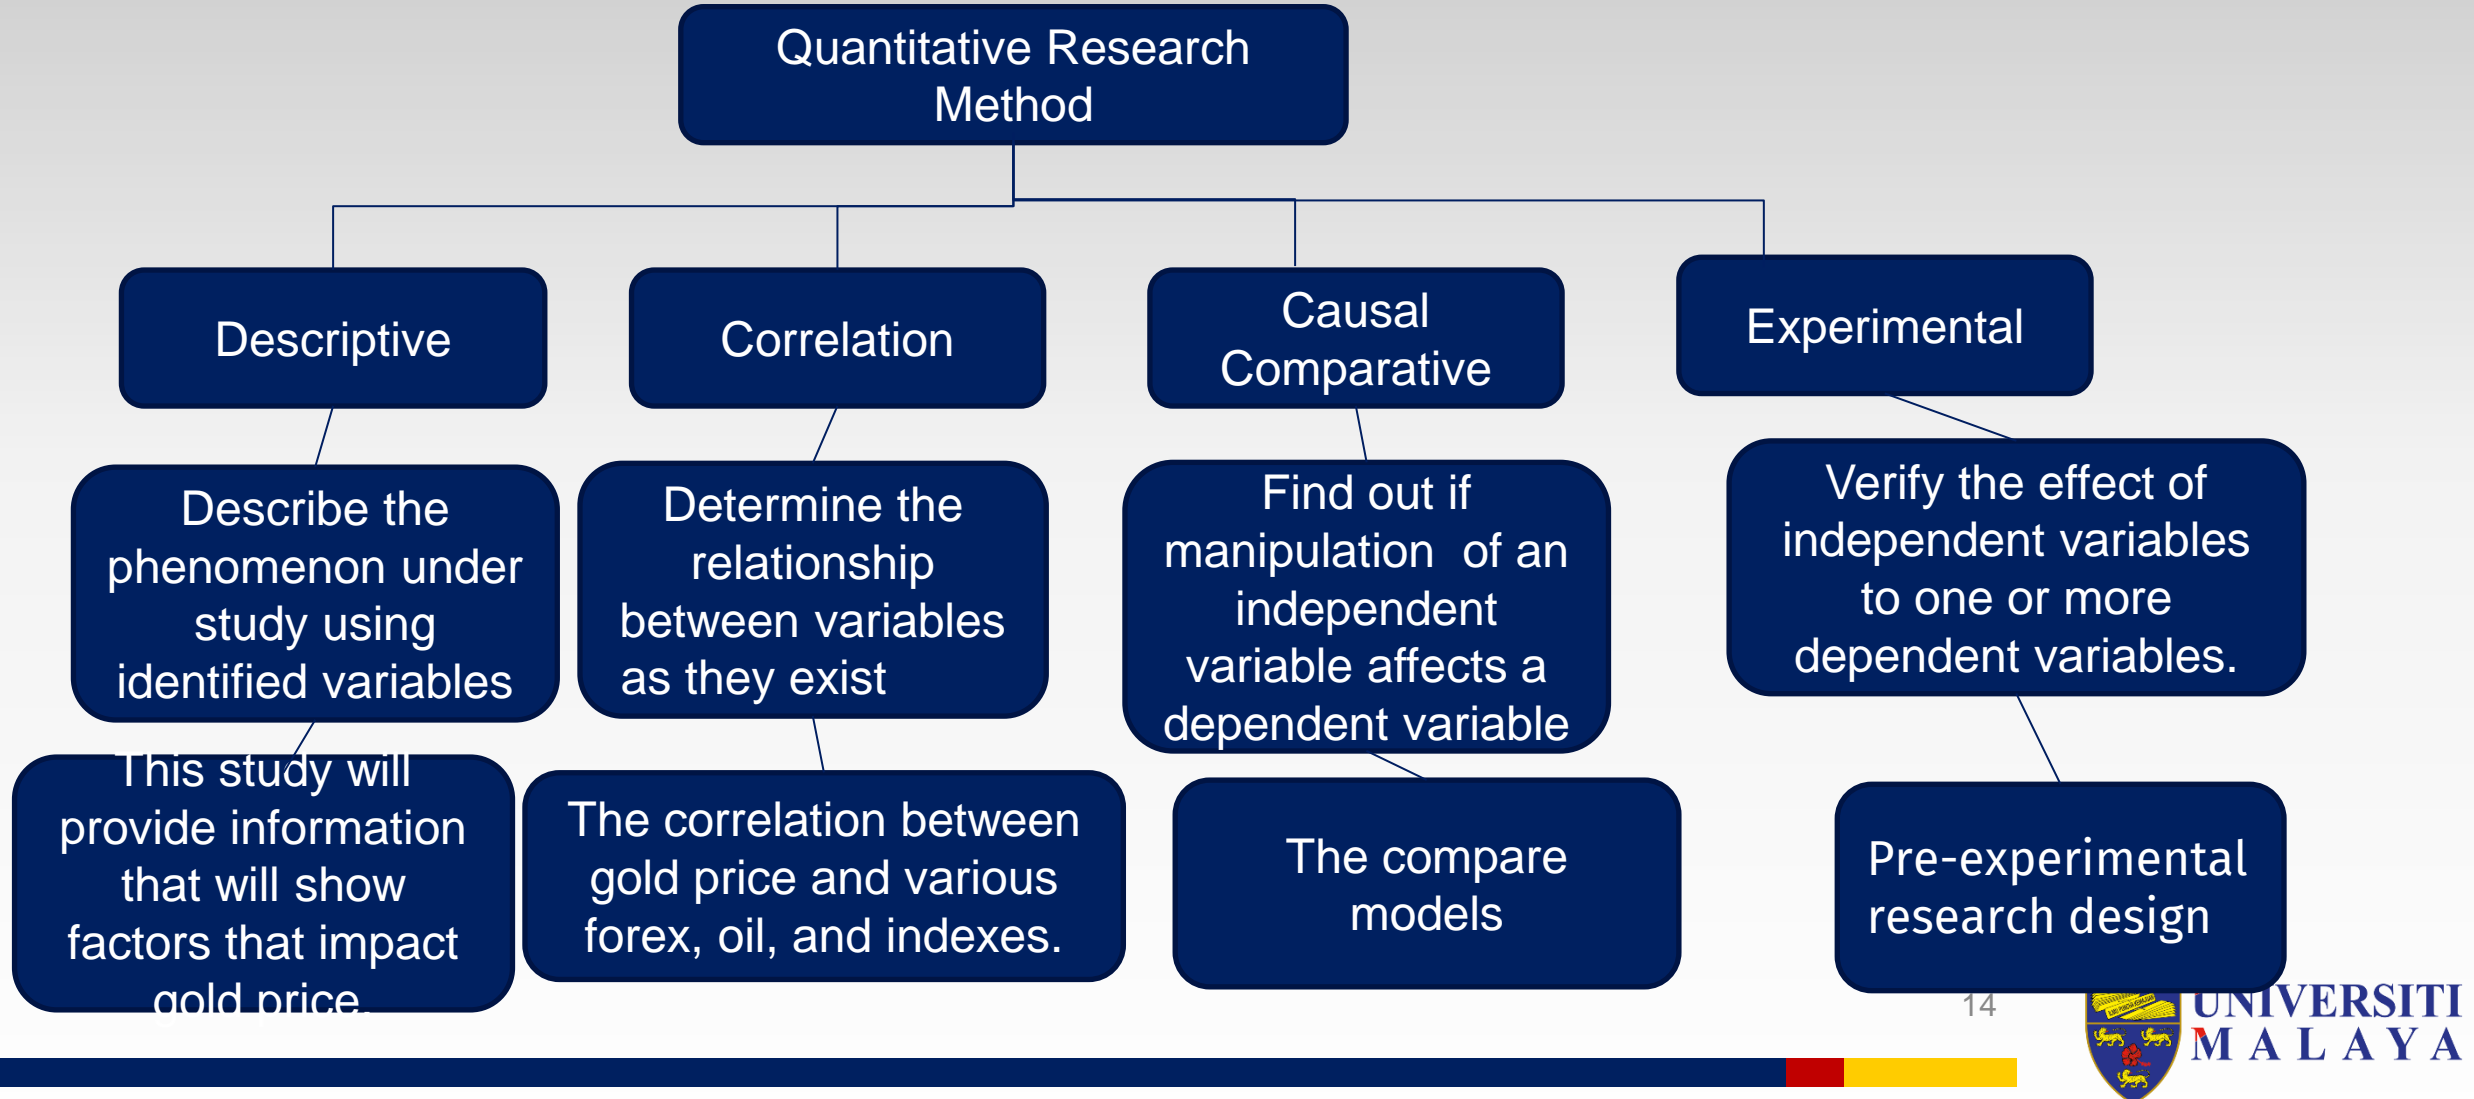 Quantitative Research
Method
Descriptive
Correlation
Causal
Comparative
Experimental
Describe the
phenomenon under
study using
identified variables
Determine the
relationship
between variables
as they exist
Find out if
manipulation  of an
independent
variable affects a
dependent variable
Verify the effect of
independent variables
to one or more
dependent variables.
This study will
provide information
that will show
factors that impact
gold price.
The correlation between
gold price and various
forex, oil, and indexes.
The compare
models
Pre-experimental
research design
14
UNIVERSITI
MALAYA